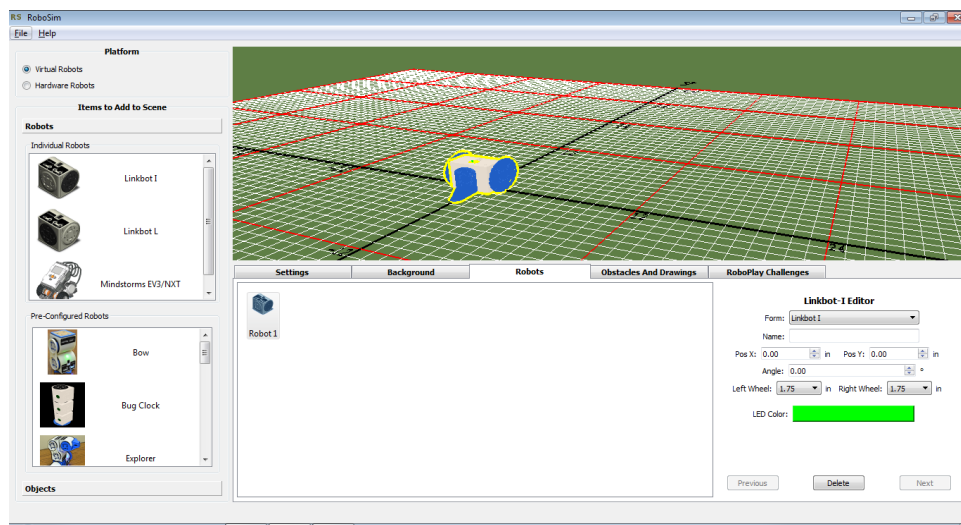 RS RoboSim
File Help
Platform
Virtual Robots
Hardware Robots
Items to Add to Scene
Robots
Individual Robots
Linkbot I
Linkbot L
Mindstorms EV3/NXT
Pre-Configured Robots
Bow
Bug Clock
Explorer
Objects
Settings Background Robots Obstacles And Drawings RoboPlay Challenges
Robot 1
Linkbot-I Editor
Form: Linkbot I
Name:
Pos X: 0.00 in Pos Y: 0.00 in
Angle: 0.00 °
Left Wheel: 1.75 in Right Wheel: 1.75 in
LED Color:
Previous Delete Next